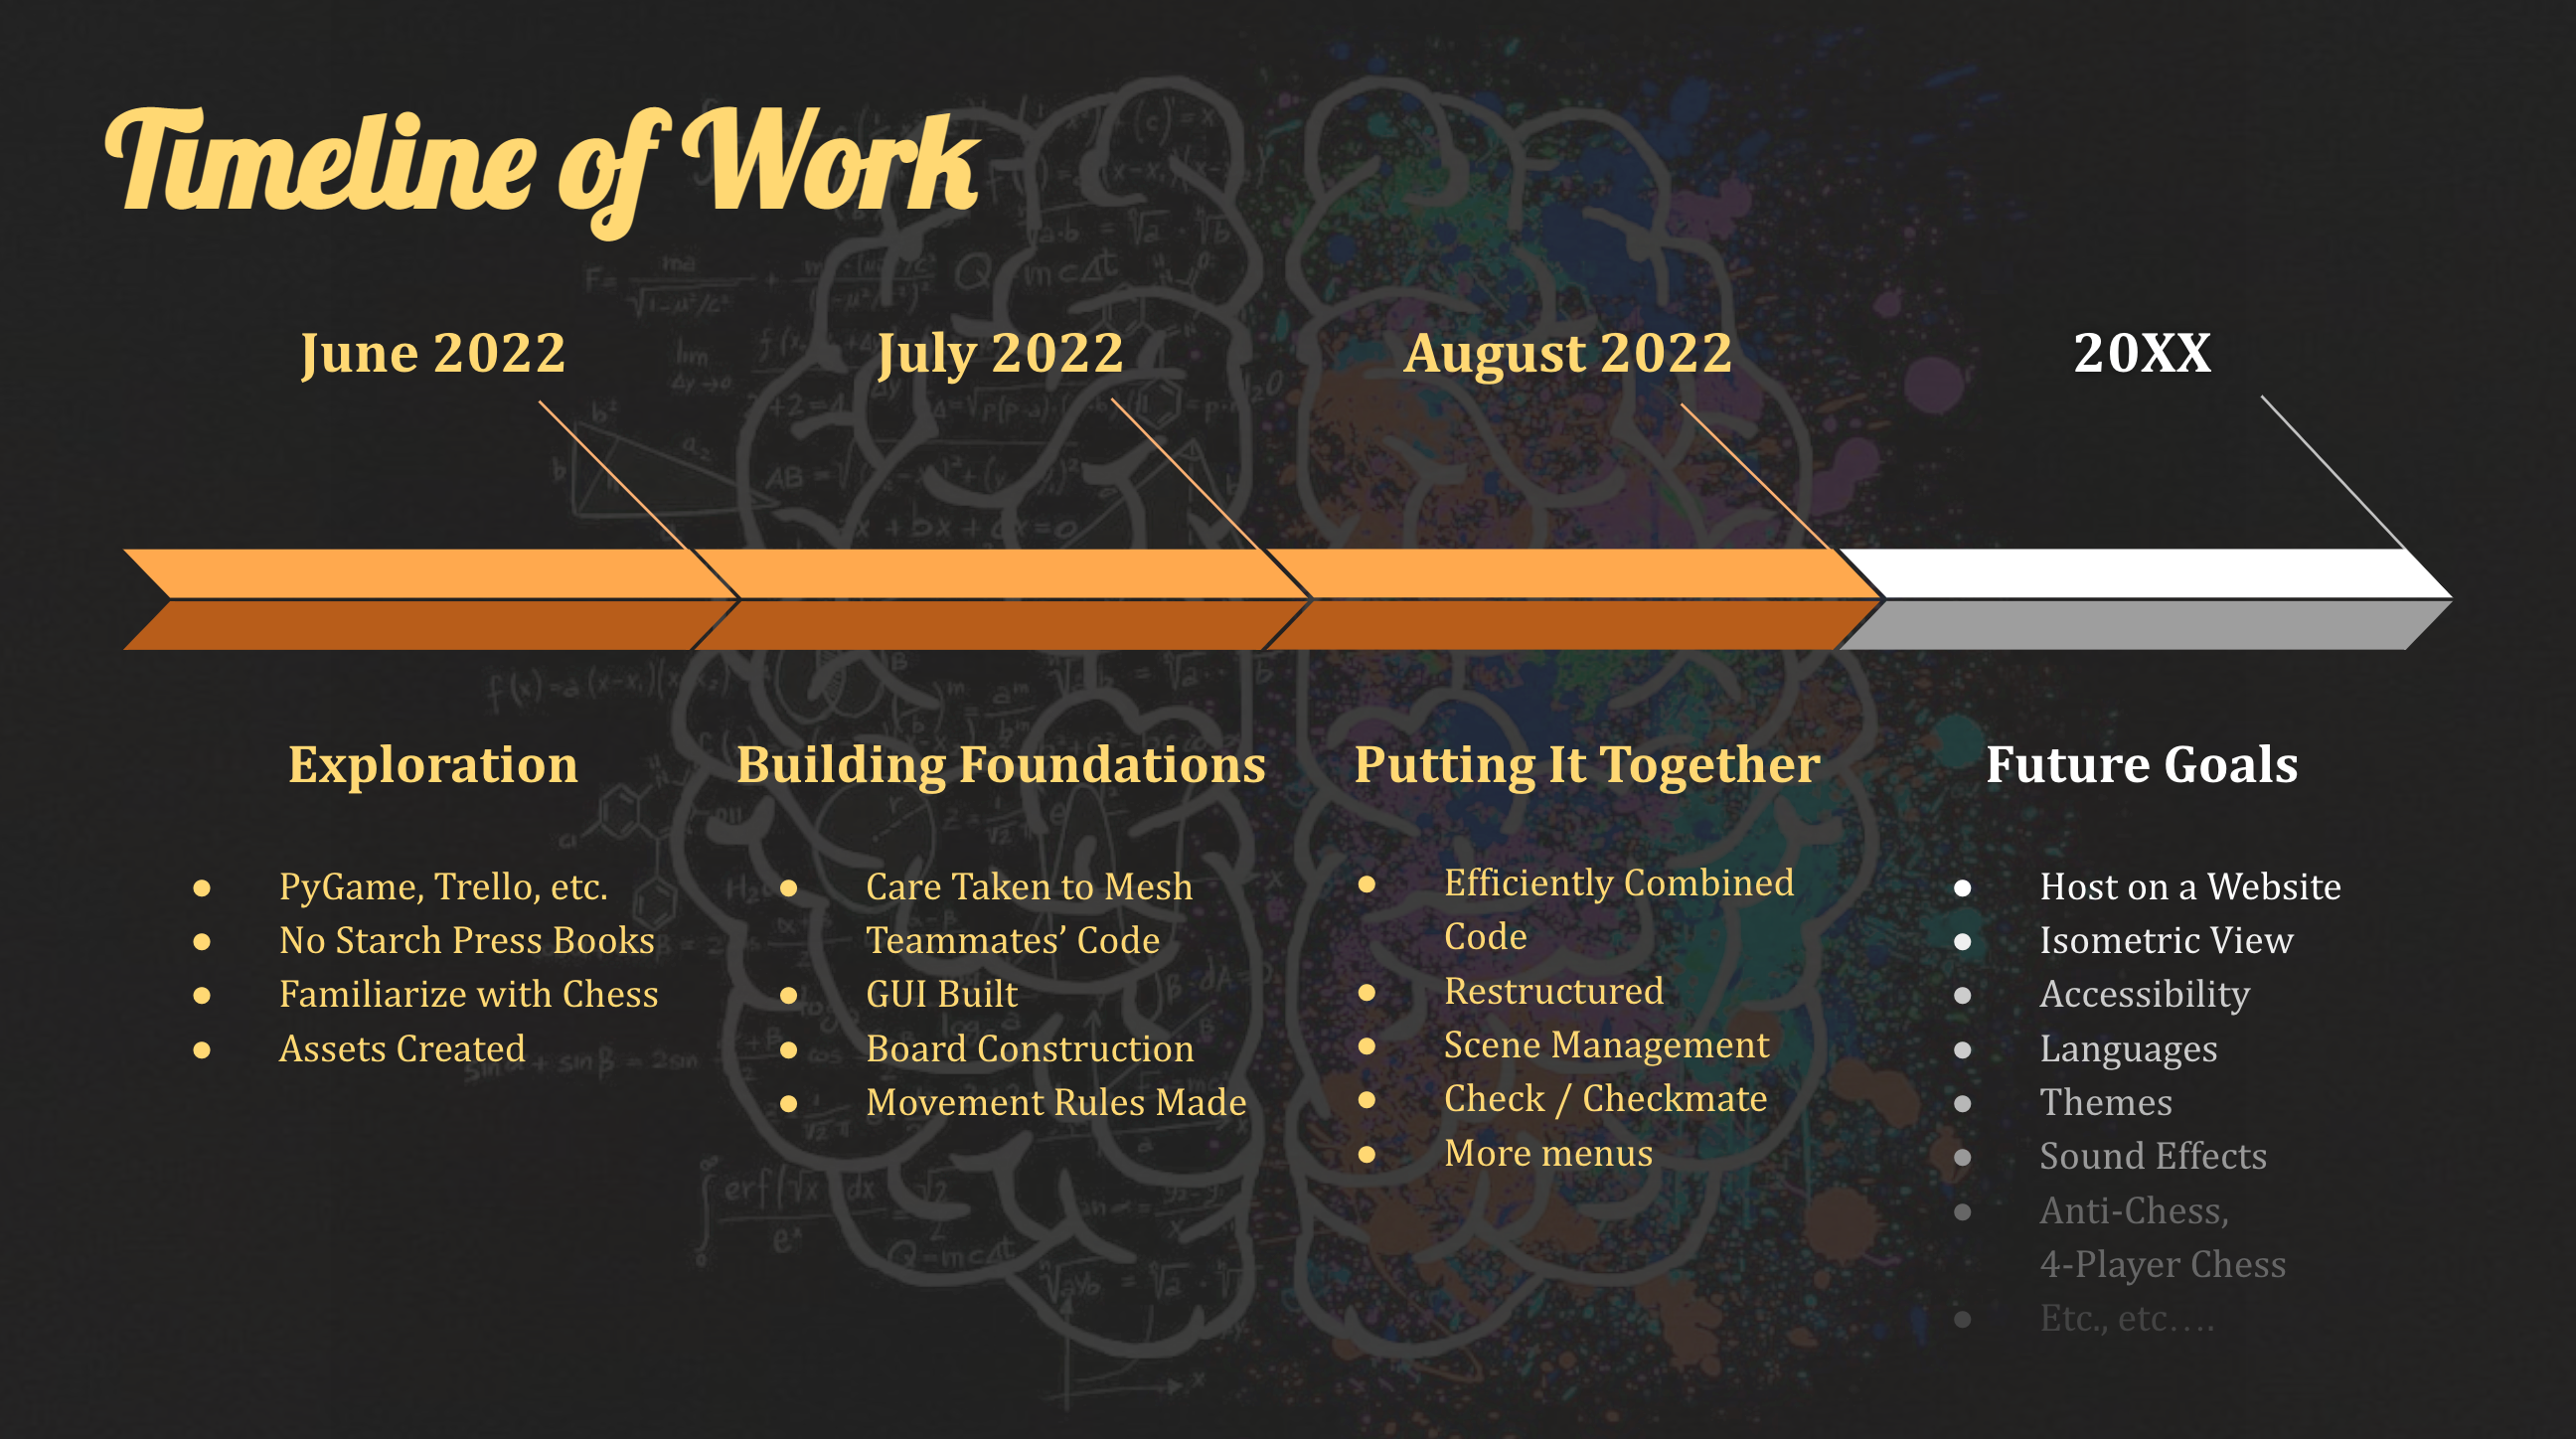 Timeline of Work
June 2022
July 2022
August 2022
20XX
Exploration
PyGame, Trello, etc.
No Starch Press Books
Familiarize with Chess
Assets Created
Building Foundations
Care Taken to Mesh
Teammates’ Code
GUI Built
Board Construction
Movement Rules Made
Putting It Together
Efficiently Combined
Code
Restructured
Scene Management
Check / Checkmate
More menus
Future Goals
Host on a Website
Isometric View
Accessibility
Languages
Themes
Sound Effects
Anti-Chess,
4-Player Chess
Etc., etc….